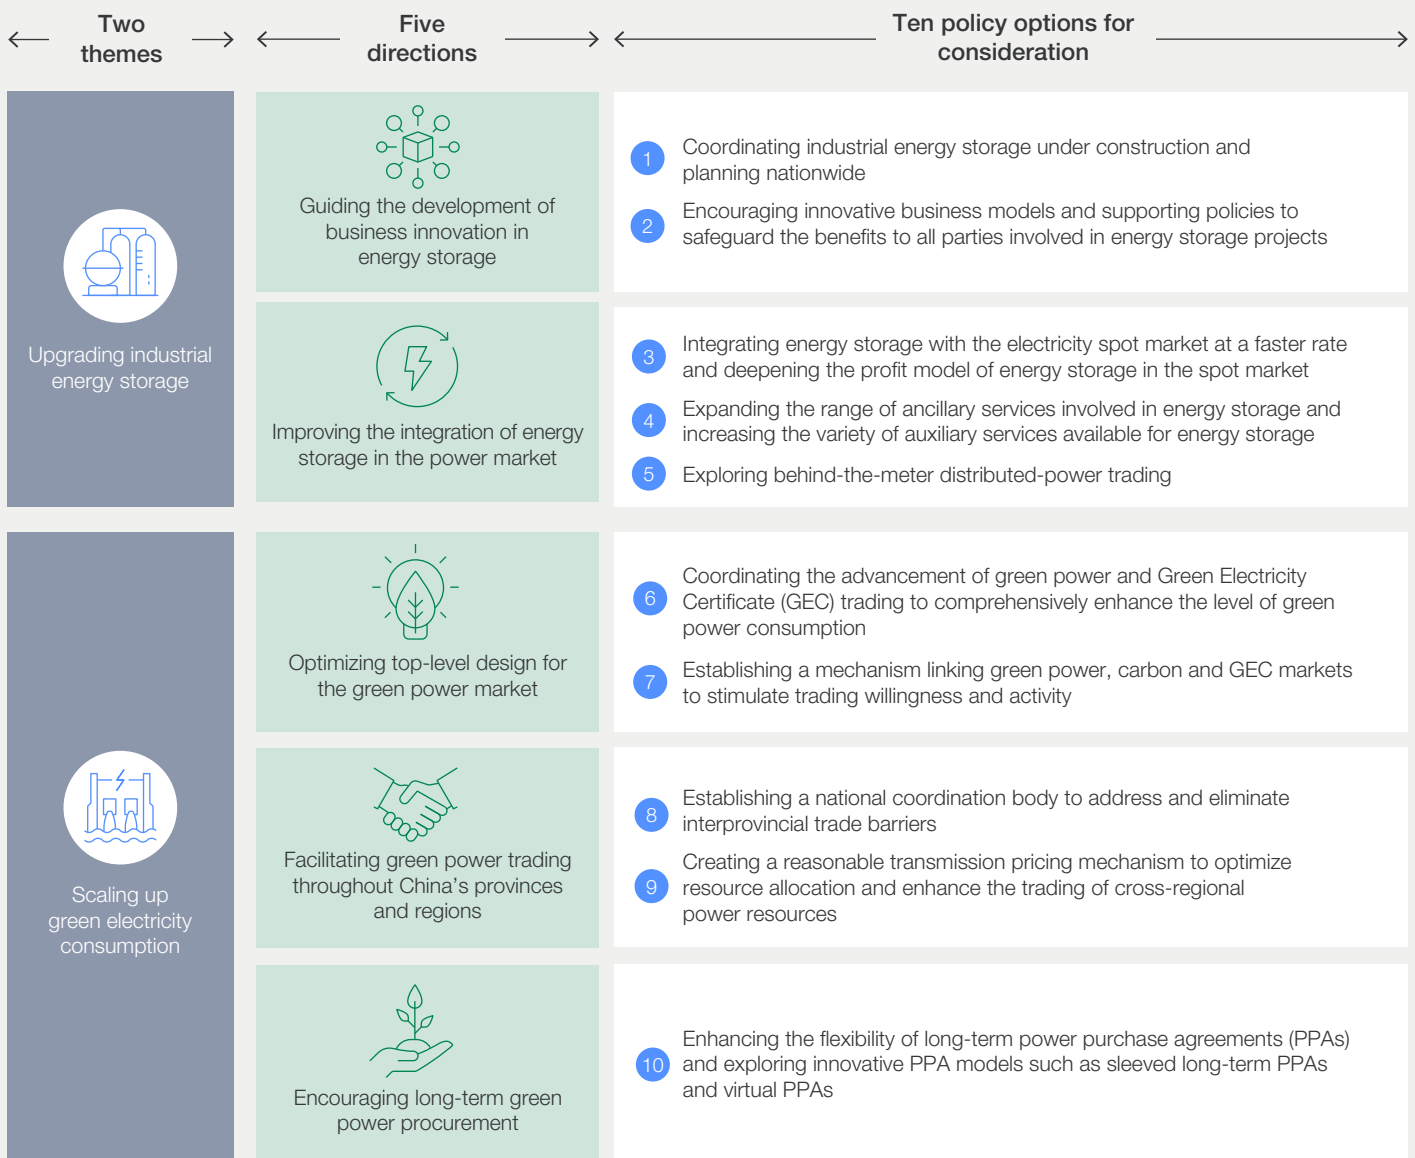 Two
themes
Five
directions
Ten policy options for
consideration
Upgrading industrial
energy storage
Guiding the development of
business innovation in
energy storage
1
Coordinating industrial energy storage under construction and
planning nationwide
2
Encouraging innovative business models and supporting policies to
safeguard the benefits to all parties involved in energy storage projects
Improving the integration of energy
storage in the power market
3
Integrating energy storage with the electricity spot market at a faster rate
and deepening the profit model of energy storage in the spot market
4
Expanding the range of ancillary services involved in energy storage and
increasing the variety of auxiliary services available for energy storage
5
Exploring behind-the-meter distributed-power trading
Scaling up
green electricity
consumption
Optimizing top-level design for
the green power market
6
Coordinating the advancement of green power and Green Electricity
Certificate (GEC) trading to comprehensively enhance the level of green
power consumption
7
Establishing a mechanism linking green power, carbon and GEC markets
to stimulate trading willingness and activity
Facilitating green power trading
throughout China's provinces
and regions
8
Establishing a national coordination body to address and eliminate
interprovincial trade barriers
9
Creating a reasonable transmission pricing mechanism to optimize
resource allocation and enhance the trading of cross-regional
power resources
Encouraging long-term green
power procurement
10
Enhancing the flexibility of long-term power purchase agreements (PPAs)
and exploring innovative PPA models such as sleeved long-term PPAs
and virtual PPAs